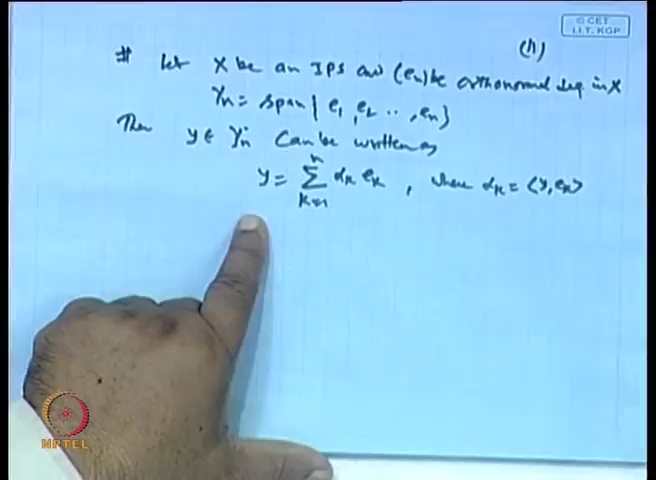 © CET
I.I.T. KGP
(11)
# Let X be an IPS and (en) be orthonormal seq in X
Yn = span { e1, e2 .., en }
Then y ∈ Yn can be written as
y = Σ_{k=1}^{n} αk ek , where αk = ⟨y, ek⟩
NPTEL